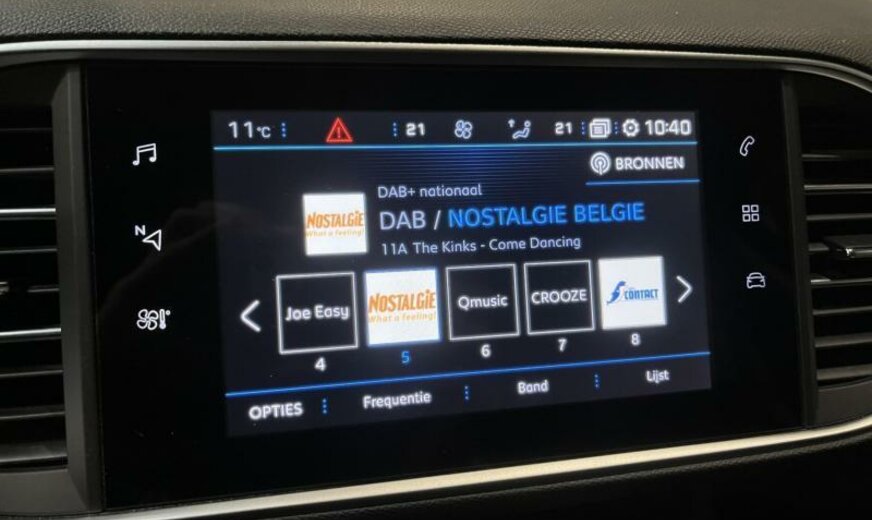 11°C 21 21 10:40
BRONNEN
DAB+ nationaal
NOSTALGIE
What a feeling!
DAB / NOSTALGIE BELGIE
11A The Kinks - Come Dancing
N
Joe Easy NOSTALGIE Qmusic CROOZE CONTACT
What a feeling!
4 5 6 7 8
OPTIES Frequentie Band Lijst